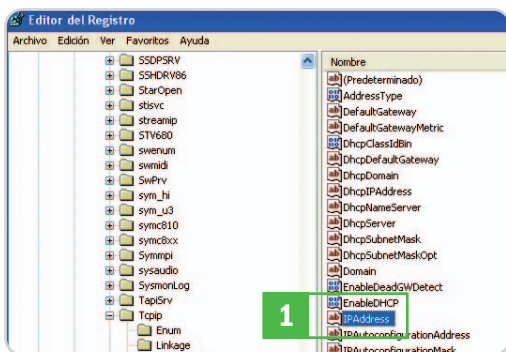 Editor del Registro
Archivo Edición Ver Favoritos Ayuda
SSDPSRV
SSHDRV86
StarOpen
stisvc
streamip
STV680
swenum
swmidi
SwPrv
sym_hi
sym_u3
symc810
symc8xx
Symmpi
sysaudio
SysmonLog
TapiSrv
Tcpip
Enum
Linkage
Nombre
(Predeterminado)
AddressType
DefaultGateway
DefaultGatewayMetric
DhcpClassIdBin
DhcpDefaultGateway
DhcpDomain
DhcpIPAddress
DhcpNameServer
DhcpServer
DhcpSubnetMask
DhcpSubnetMaskOpt
Domain
EnableDeadGWDetect
EnableDHCP
1
IPAddress
IPAutoconfigurationAddress
IPAutoconfigurationMask